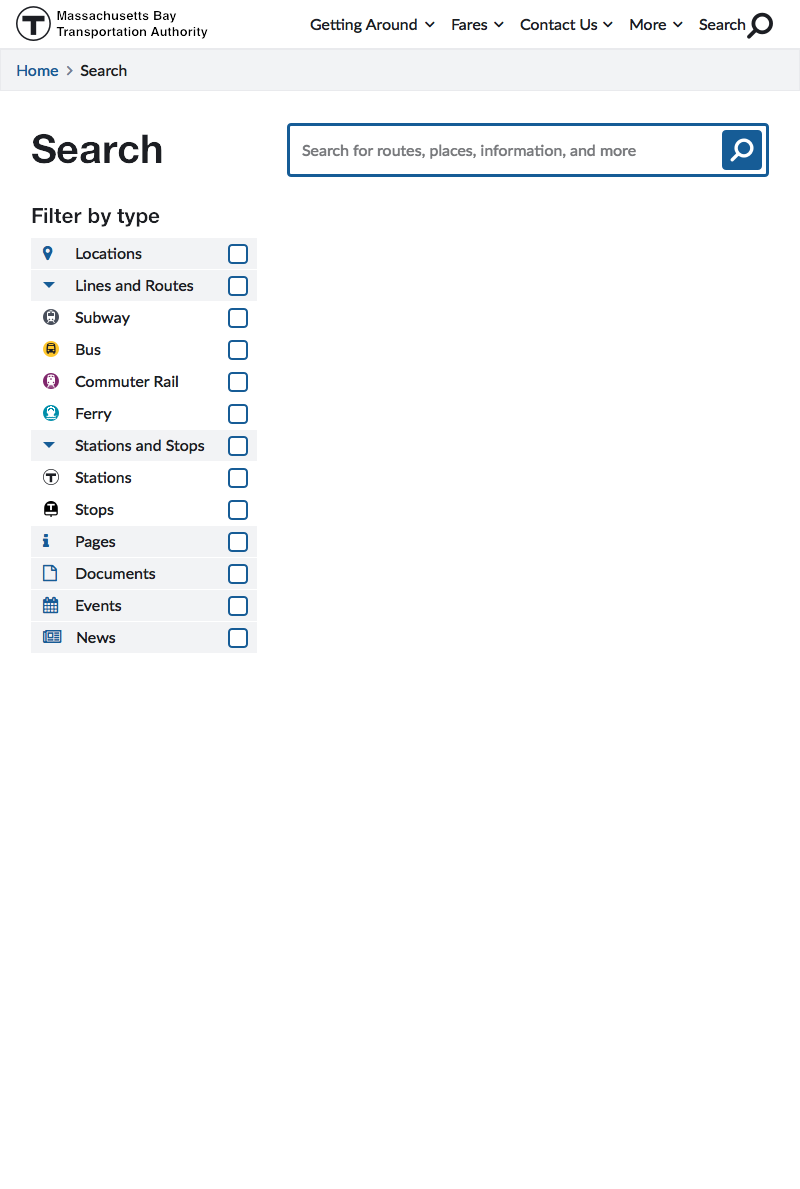 Massachusetts Bay
Transportation Authority
Getting Around
Fares
Contact Us
More
Search
Home > Search
Search
Search for routes, places, information, and more
Filter by type
Locations
Lines and Routes
Subway
Bus
Commuter Rail
Ferry
Stations and Stops
Stations
Stops
Pages
Documents
Events
News